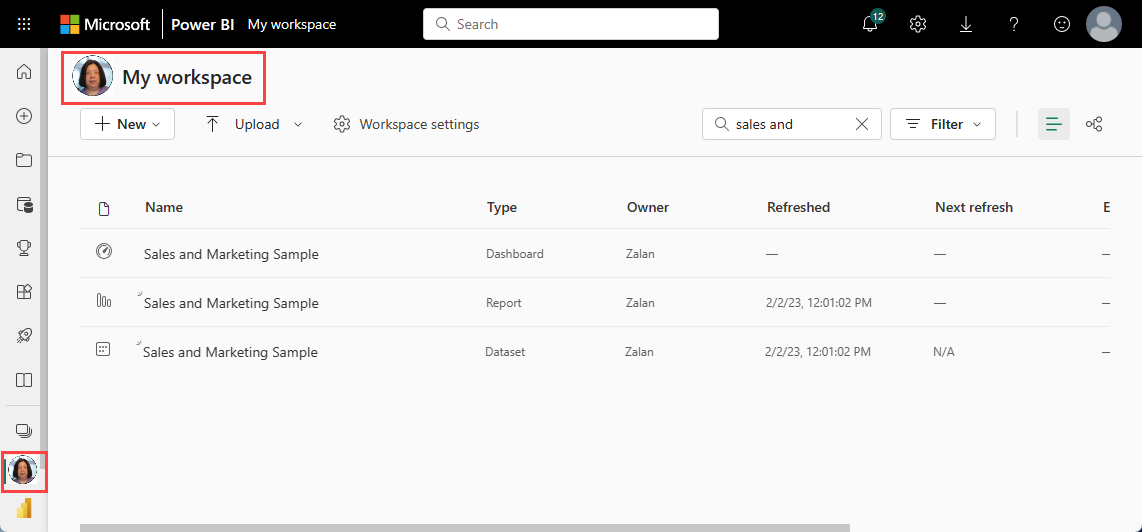 Microsoft Power BI My workspace Search 12 ?
My workspace
New Upload Workspace settings sales and Filter
Name Type Owner Refreshed Next refresh E
Sales and Marketing Sample Dashboard Zalan — — —
Sales and Marketing Sample Report Zalan 2/2/23, 12:01:02 PM — —
Sales and Marketing Sample Dataset Zalan 2/2/23, 12:01:02 PM N/A —